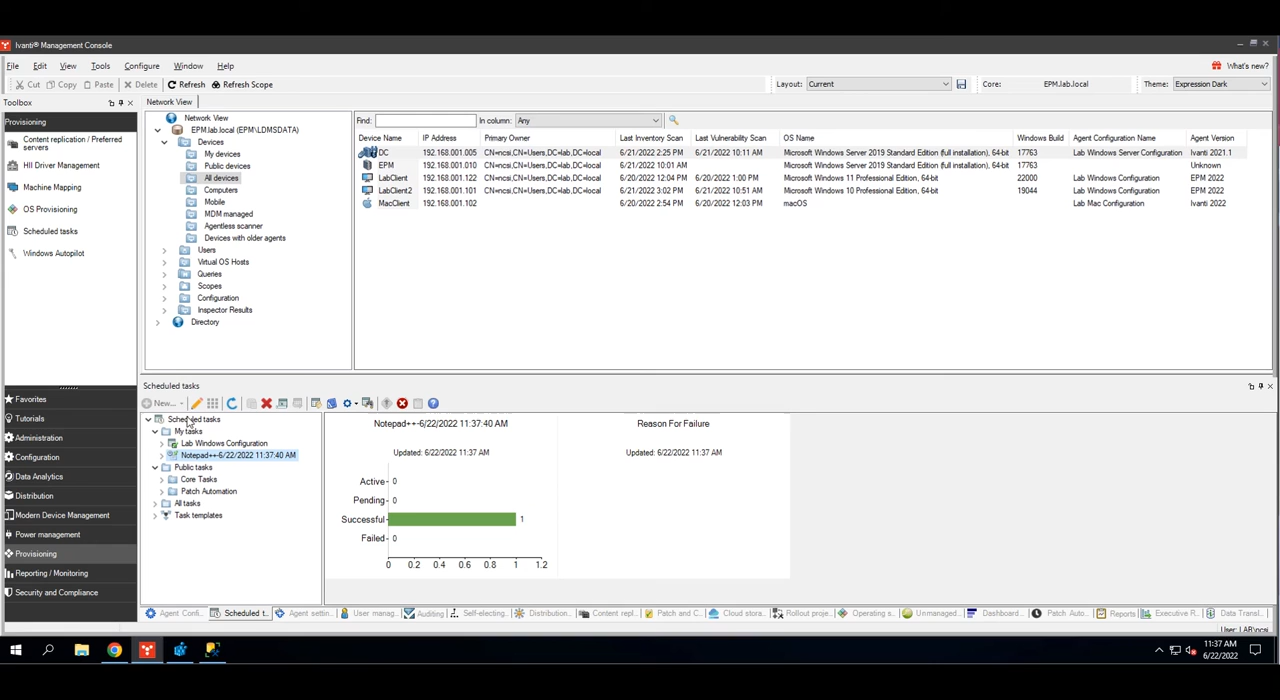 Ivanti® Management Console
File Edit View Tools Configure Window Help What's new?
Cut Copy Paste Delete Refresh Refresh Scope Layout: Current Core: EPM.lab.local Theme: Expression Dark
Toolbox
Network View
Provisioning
Content replication / Preferred servers
HII Driver Management
Machine Mapping
OS Provisioning
Scheduled tasks
Windows Autopilot
Network View
EPM.lab.local (EPM\LDMSDATA)
Devices
My devices
Public devices
All devices
Computers
Mobile
MDM managed
Agentless scanner
Devices with older agents
Users
Virtual OS Hosts
Queries
Scopes
Configuration
Inspector Results
Directory
Find: In column: Any
Device Name IP Address Primary Owner Last Inventory Scan Last Vulnerability Scan OS Name Windows Build Agent Configuration Name Agent Version
DC 192.168.001.005 CN=ncsi,CN=Users,DC=lab,DC=local 6/21/2022 2:25 PM 6/21/2022 10:11 AM Microsoft Windows Server 2019 Standard Edition (full installation), 64-bit 17763 Lab Windows Server Configuration Ivanti 2021.1
EPM 192.168.001.010 CN=ncsi,CN=Users,DC=lab,DC=local 6/21/2022 10:01 AM Microsoft Windows Server 2019 Standard Edition (full installation), 64-bit 17763 Unknown
LabClient 192.168.001.122 CN=ncsi,CN=Users,DC=lab,DC=local 6/20/2022 12:04 PM 6/20/2022 1:00 PM Microsoft Windows 11 Professional Edition, 64-bit 22000 Lab Windows Configuration EPM 2022
LabClient2 192.168.001.101 CN=ncsi,CN=Users,DC=lab,DC=local 6/21/2022 3:02 PM 6/21/2022 10:51 AM Microsoft Windows 10 Professional Edition, 64-bit 19044 Lab Windows Configuration EPM 2022
MacClient 192.168.001.102 6/20/2022 2:54 PM 6/20/2022 12:03 PM macOS Lab Mac Configuration Ivanti 2022
Favorites
Tutorials
Administration
Configuration
Data Analytics
Distribution
Modern Device Management
Power management
Provisioning
Reporting / Monitoring
Security and Compliance
Scheduled tasks
New...
Scheduled tasks
My tasks
Lab Windows Configuration
Notepad++-6/22/2022 11:37:40 AM
Public tasks
Core Tasks
Patch Automation
All tasks
Task templates
Notepad++-6/22/2022 11:37:40 AM Reason For Failure
Updated: 6/22/2022 11:37 AM Updated: 6/22/2022 11:37 AM
Active 0
Pending 0
Successful 1
Failed 0
0 0.2 0.4 0.6 0.8 1 1.2
Agent Confi... Scheduled t... Agent settin... User manag... Auditing Self-electing... Distribution... Content repl... Patch and C... Cloud stora... Rollout proje... Operating s... Unmanaged... Dashboard... Patch Auto... Reports Executive R... Data Transl...
User: LAB\ncsi
11:37 AM
6/22/2022